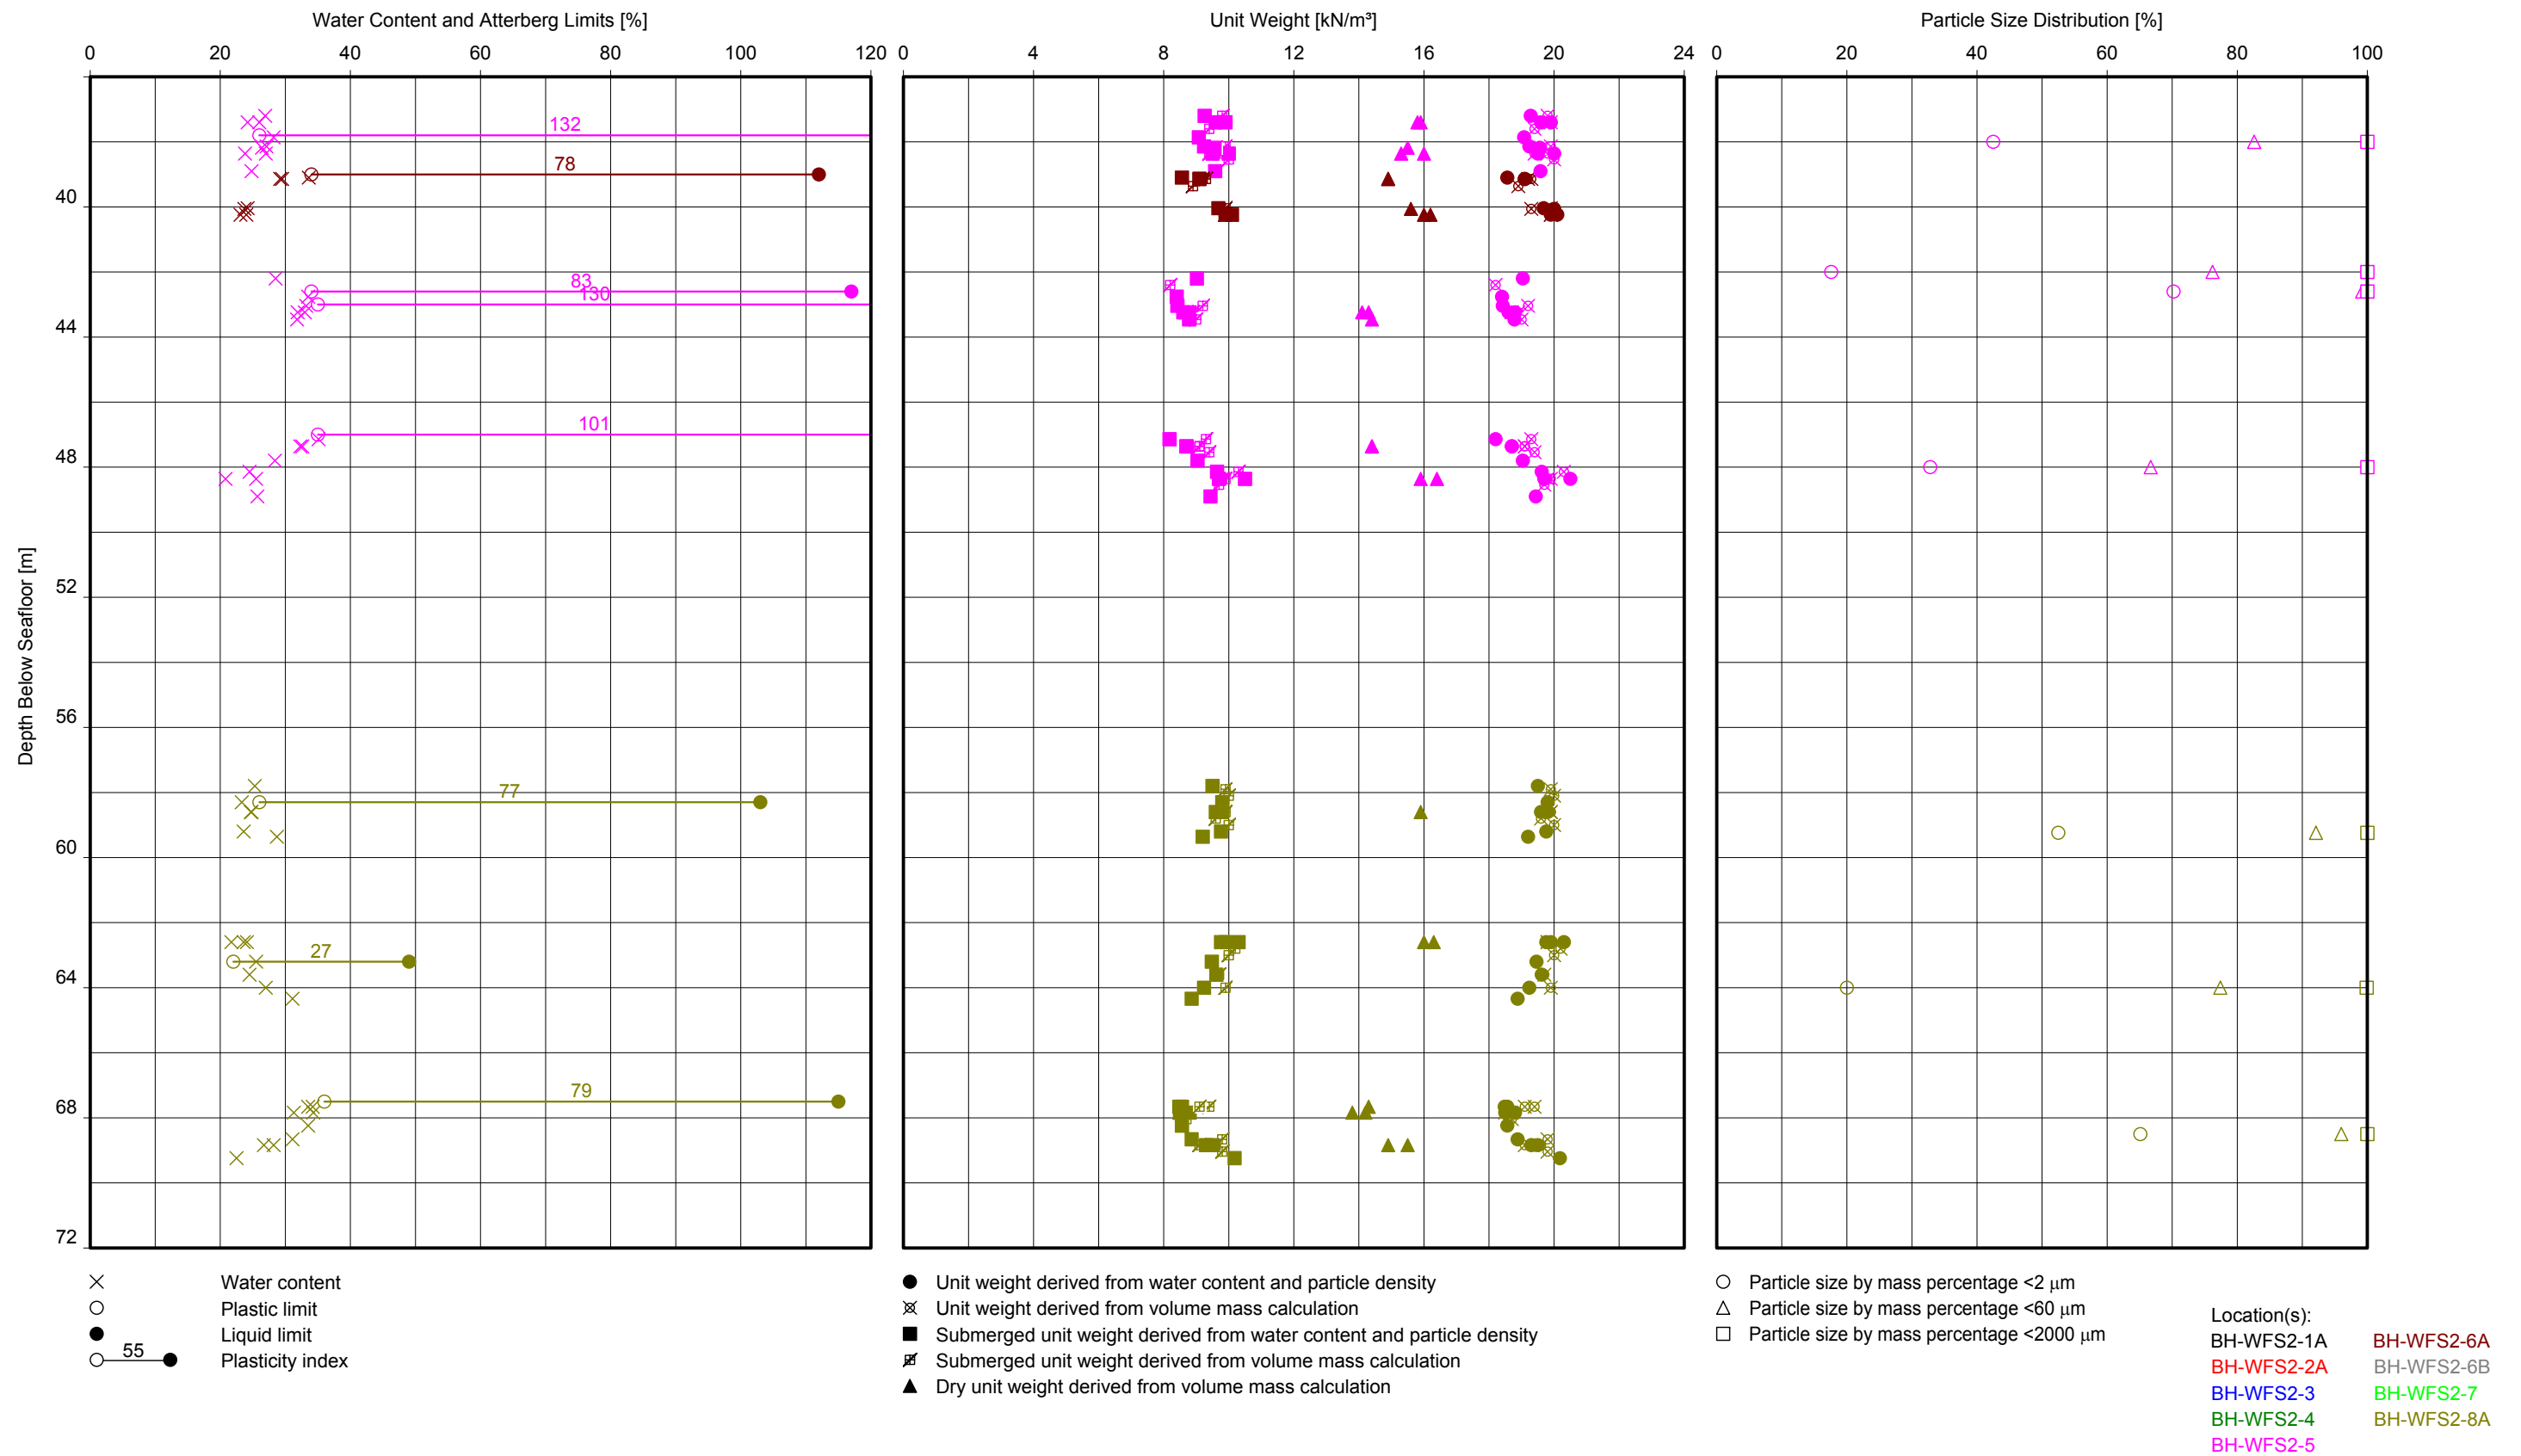 Water Content and Atterberg Limits [%] Unit Weight [kN/m³] Particle Size Distribution [%]
0 20 40 60 80 100 120 0 4 8 12 16 20 24 0 20 40 60 80 100
132
78
40
83
130
44
101
48
52
Depth Below Seafloor [m]
56
77
60
27
64
79
68
72
Water content
Plastic limit
Liquid limit
55 Plasticity index
Unit weight derived from water content and particle density
Unit weight derived from volume mass calculation
Submerged unit weight derived from water content and particle density
Submerged unit weight derived from volume mass calculation
Dry unit weight derived from volume mass calculation
Particle size by mass percentage <2 μm
Particle size by mass percentage <60 μm
Particle size by mass percentage <2000 μm
Location(s):
BH-WFS2-1A BH-WFS2-6A
BH-WFS2-2A BH-WFS2-6B
BH-WFS2-3 BH-WFS2-7
BH-WFS2-4 BH-WFS2-8A
BH-WFS2-5